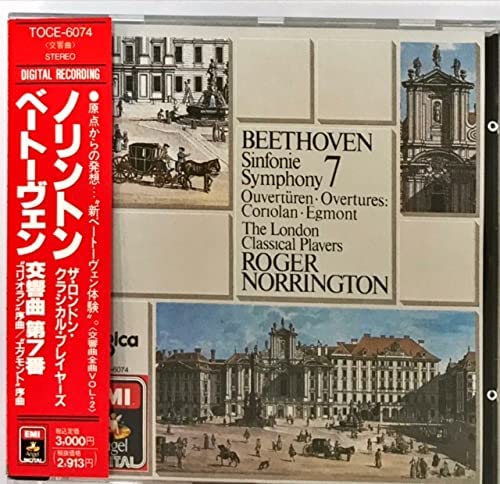 TOCE-6074
〈交響曲〉
STEREO
DIGITAL RECORDING
●原点からの発想…“新ベートーヴェン体験”。〈交響曲全曲VOL・2〉
ノリントン
ベートーヴェン
ザ・ロンドン・
クラシカル・プレイヤーズ
交響曲 第7番
“コリオラン”序曲／“エグモント”序曲
EMI
Angel
DIGITAL
税込定価
3,000円
(税抜価格)
2,913円
BEETHOVEN
Sinfonie
Symphony 7
Ouvertüren · Overtures:
Coriolan · Egmont
The London
Classical Players
ROGER
NORRINGTON
-6074
EMI
Angel
DIGITAL